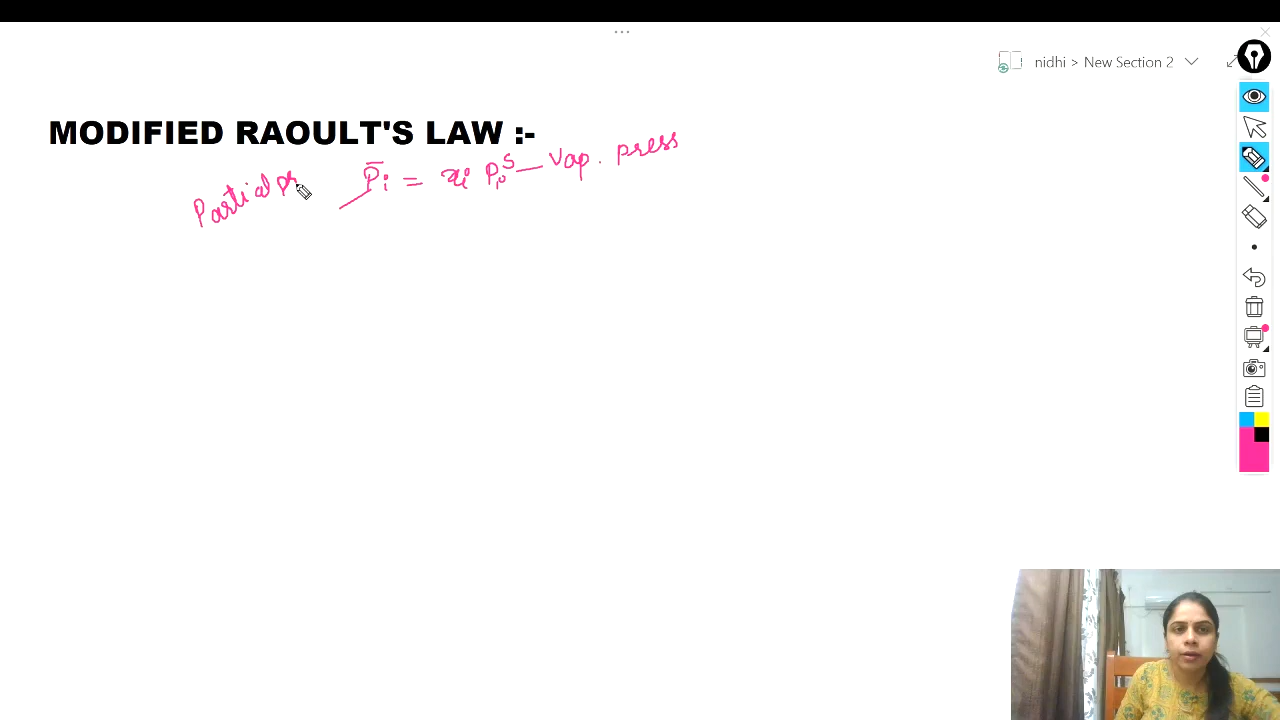 nidhi > New Section 2
MODIFIED RAOULT'S LAW :-
Partial pr P̄i = xi Pi^S — Vap. press